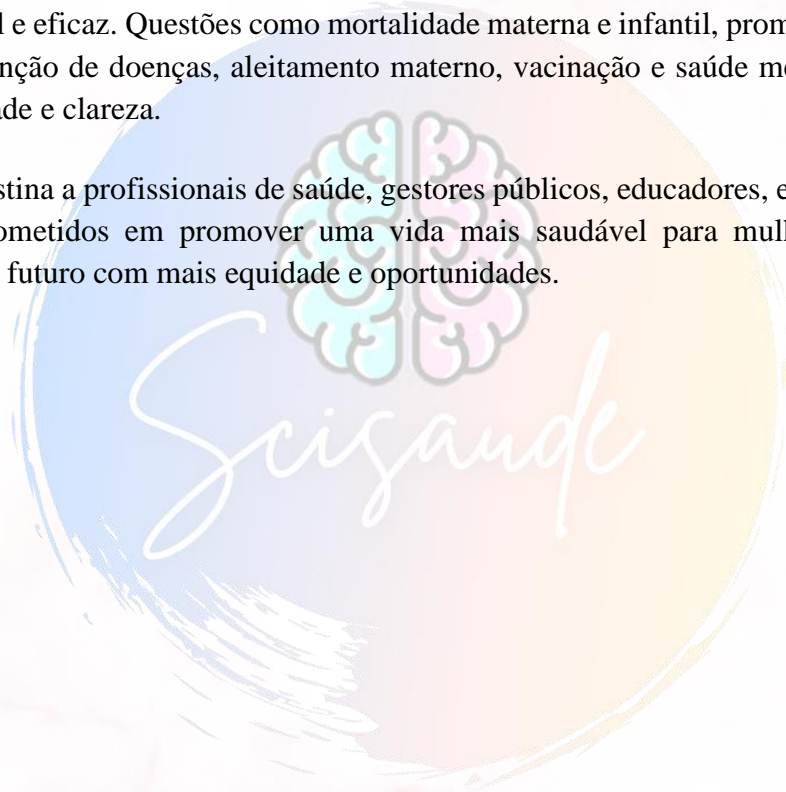 l e eficaz. Questões como mortalidade materna e infantil, prom
nção de doenças, aleitamento materno, vacinação e saúde me
ade e clareza.
stina a profissionais de saúde, gestores públicos, educadores, e
ometidos em promover uma vida mais saudável para mulh
futuro com mais equidade e oportunidades.
Scisaude